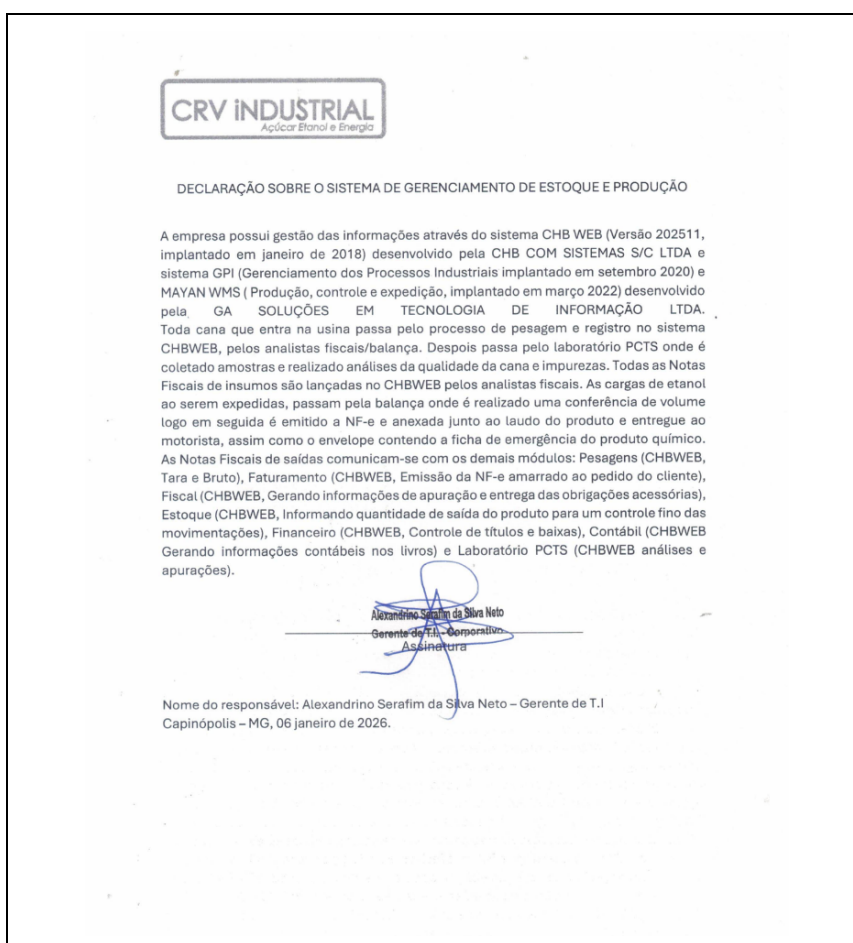 CRV iNDUSTRIAL
Açúcar Etanol e Energia
DECLARAÇÃO SOBRE O SISTEMA DE GERENCIAMENTO DE ESTOQUE E PRODUÇÃO
A empresa possui gestão das informações através do sistema CHB WEB (Versão 202511,
implantado em janeiro de 2018) desenvolvido pela CHB COM SISTEMAS S/C LTDA e
sistema GPI (Gerenciamento dos Processos Industriais implantado em setembro 2020) e
MAYAN WMS ( Produção, controle e expedição, implantado em março 2022) desenvolvido
pela GA SOLUÇÕES EM TECNOLOGIA DE INFORMAÇÃO LTDA.
Toda cana que entra na usina passa pelo processo de pesagem e registro no sistema
CHBWEB, pelos analistas fiscais/balança. Despois passa pelo laboratório PCTS onde é
coletado amostras e realizado análises da qualidade da cana e impurezas. Todas as Notas
Fiscais de insumos são lançadas no CHBWEB pelos analistas fiscais. As cargas de etanol
ao serem expedidas, passam pela balança onde é realizado uma conferência de volume
logo em seguida é emitido a NF-e e anexada junto ao laudo do produto e entregue ao
motorista, assim como o envelope contendo a ficha de emergência do produto químico.
As Notas Fiscais de saídas comunicam-se com os demais módulos: Pesagens (CHBWEB,
Tara e Bruto), Faturamento (CHBWEB, Emissão da NF-e amarrado ao pedido do cliente),
Fiscal (CHBWEB, Gerando informações de apuração e entrega das obrigações acessórias),
Estoque (CHBWEB, Informando quantidade de saída do produto para um controle fino das
movimentações), Financeiro (CHBWEB, Controle de títulos e baixas), Contábil (CHBWEB
Gerando informações contábeis nos livros) e Laboratório PCTS (CHBWEB análises e
apurações).
Alexandrino Serafim da Silva Neto
Gerente de T.I. - Corporativo
Assinatura
Nome do responsável: Alexandrino Serafim da Silva Neto – Gerente de T.I
Capinópolis – MG, 06 janeiro de 2026.